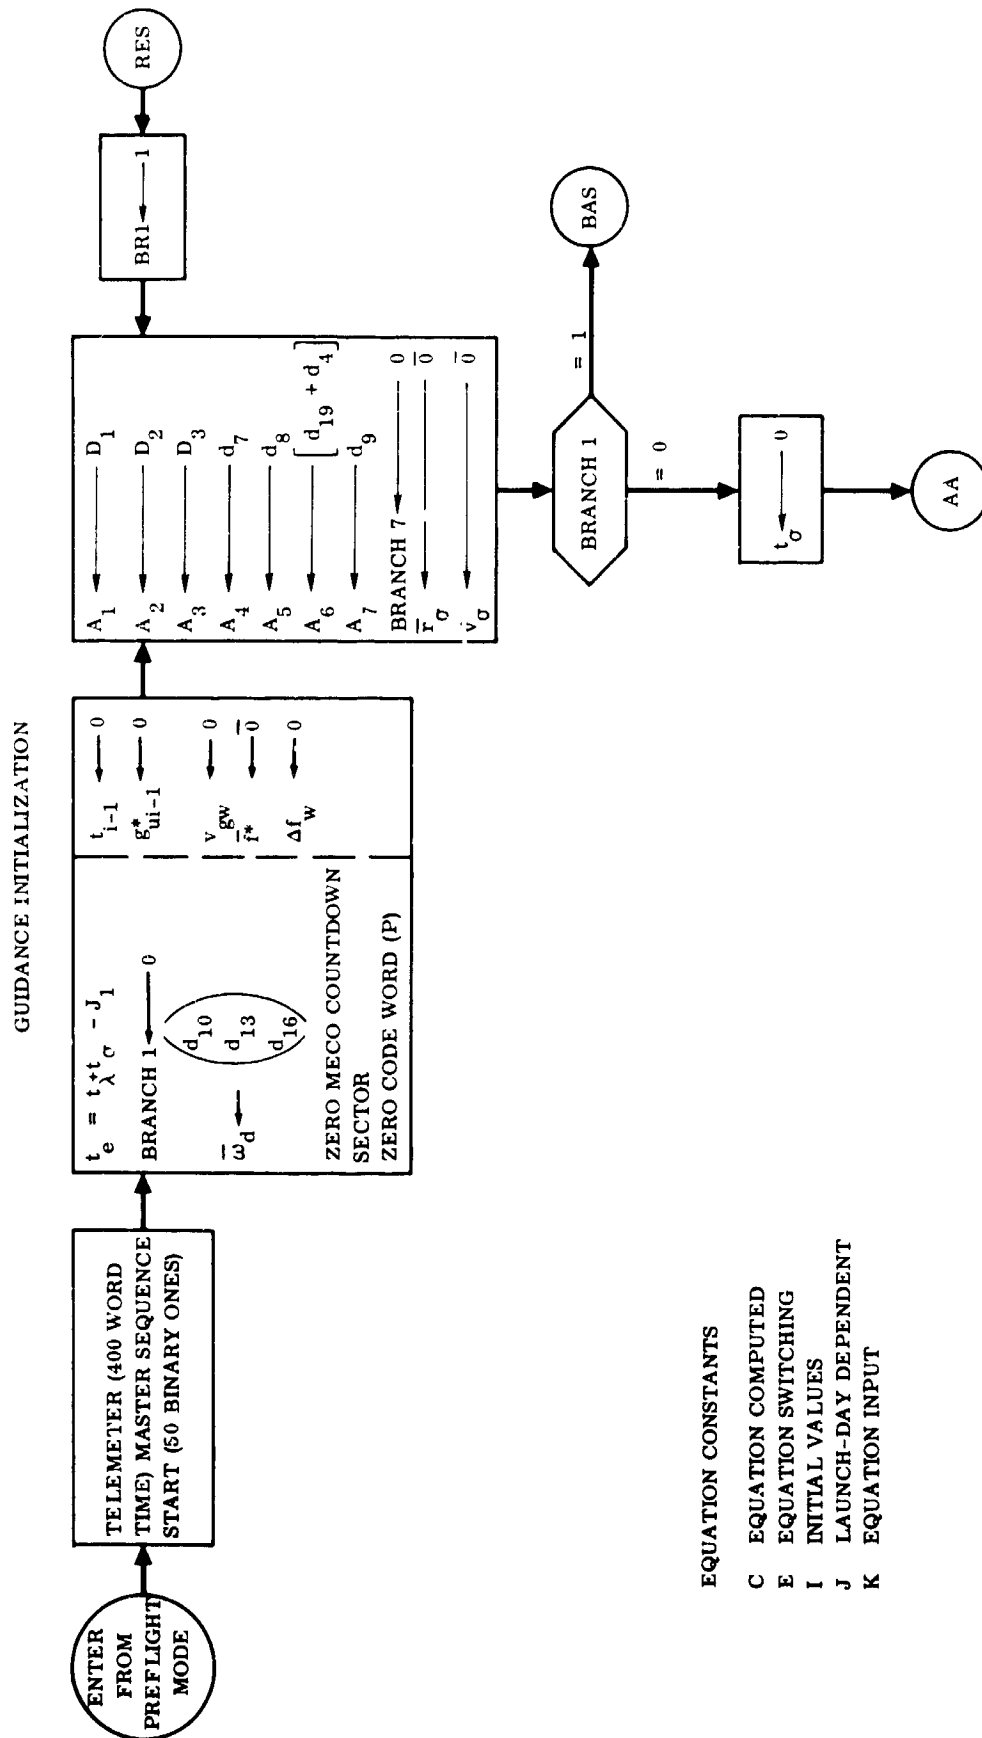 GUIDANCE INITIALIZATION
ENTER
FROM
PREFLIGHT
MODE
TELEMETER (400 WORD
TIME) MASTER SEQUENCE
START (50 BINARY ONES)
t_e = t_λ + t_σ - J_1
BRANCH 1 ← 0
ω̄_d ← (d_10 d_13 d_16)
ZERO MECO COUNTDOWN
SECTOR
ZERO CODE WORD (P)
t_{i-1} ← 0
g*_{ui-1} ← 0
v_gw ← 0
f̄* ← 0̄
Δf_w ← 0
A_1 ← D_1
A_2 ← D_2
A_3 ← D_3
A_4 ← d_7
A_5 ← d_8
A_6 ← [d_19 + d_4]
A_7 ← d_9
BRANCH 7 ← 0
r̄_σ ← 0̄
v̄_σ ← 0̄
BR1 ← 1
RES
BRANCH 1
= 1
BAS
= 0
t_σ ← 0
AA
EQUATION CONSTANTS
C EQUATION COMPUTED
E EQUATION SWITCHING
I INITIAL VALUES
J LAUNCH-DAY DEPENDENT
K EQUATION INPUT